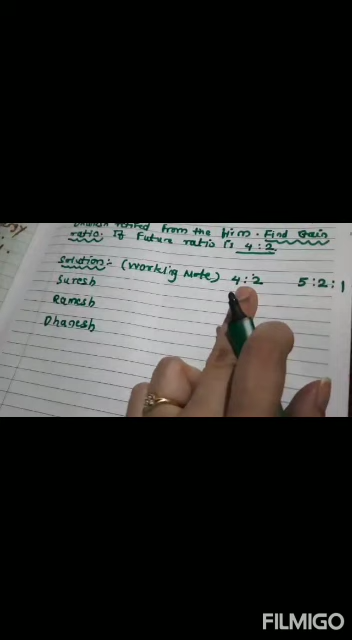 retired from the firm. Find Gain
ratio. If Future ratio is 4:2.
Solution:- (Workig Note) 4:2 5:2:1
Suresh
Ramesh
Dhanesh
FILMIGO